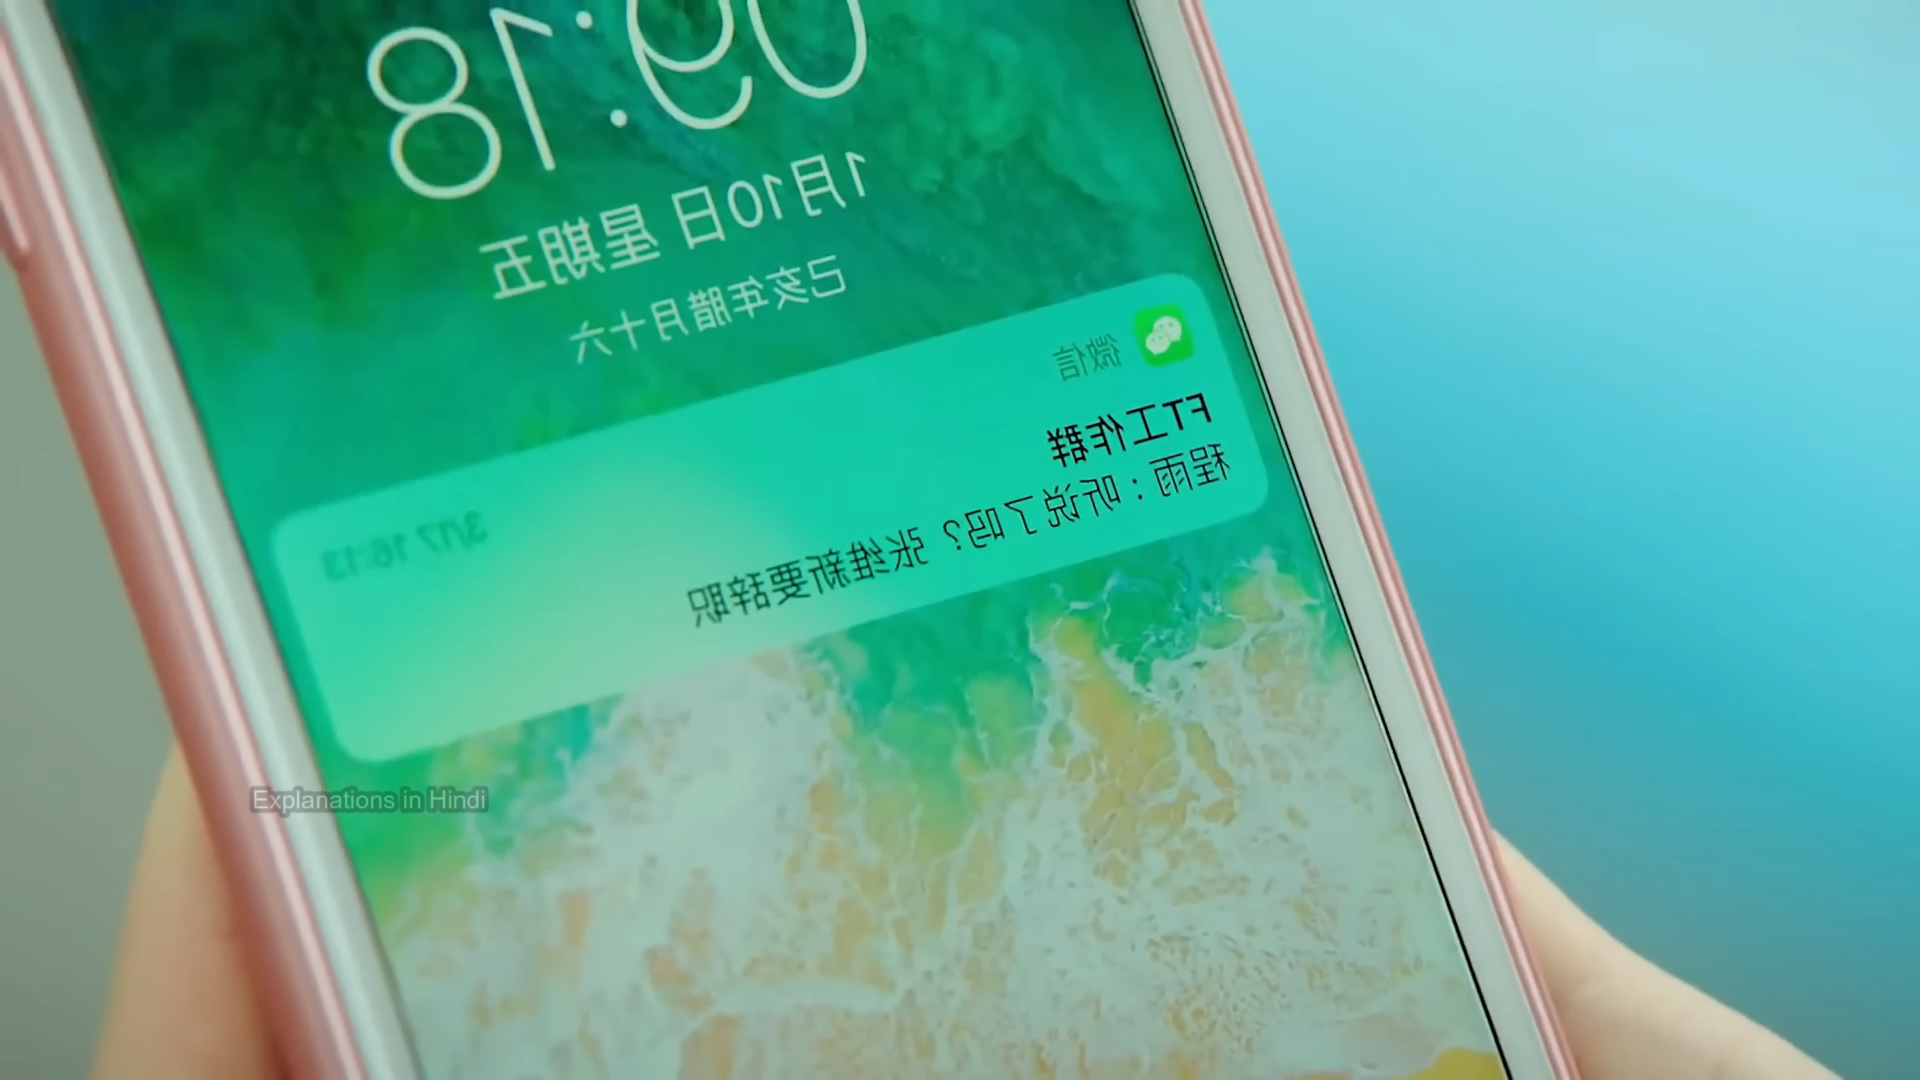 09:18
1月10日 星期五
己亥年腊月十六
微信
3/17 16:13
FT工作群
程雨：听说了吗？张维新要辞职
Explanations in Hindi